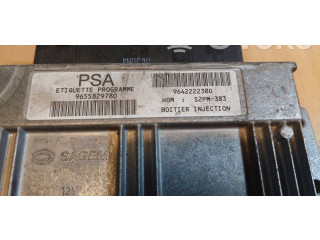 PSA
ETIQUETTE PROGRAMME
9655829780
9642222380
HOM : S2PM-383
BOITIER INJECTION
SAGEM
12V